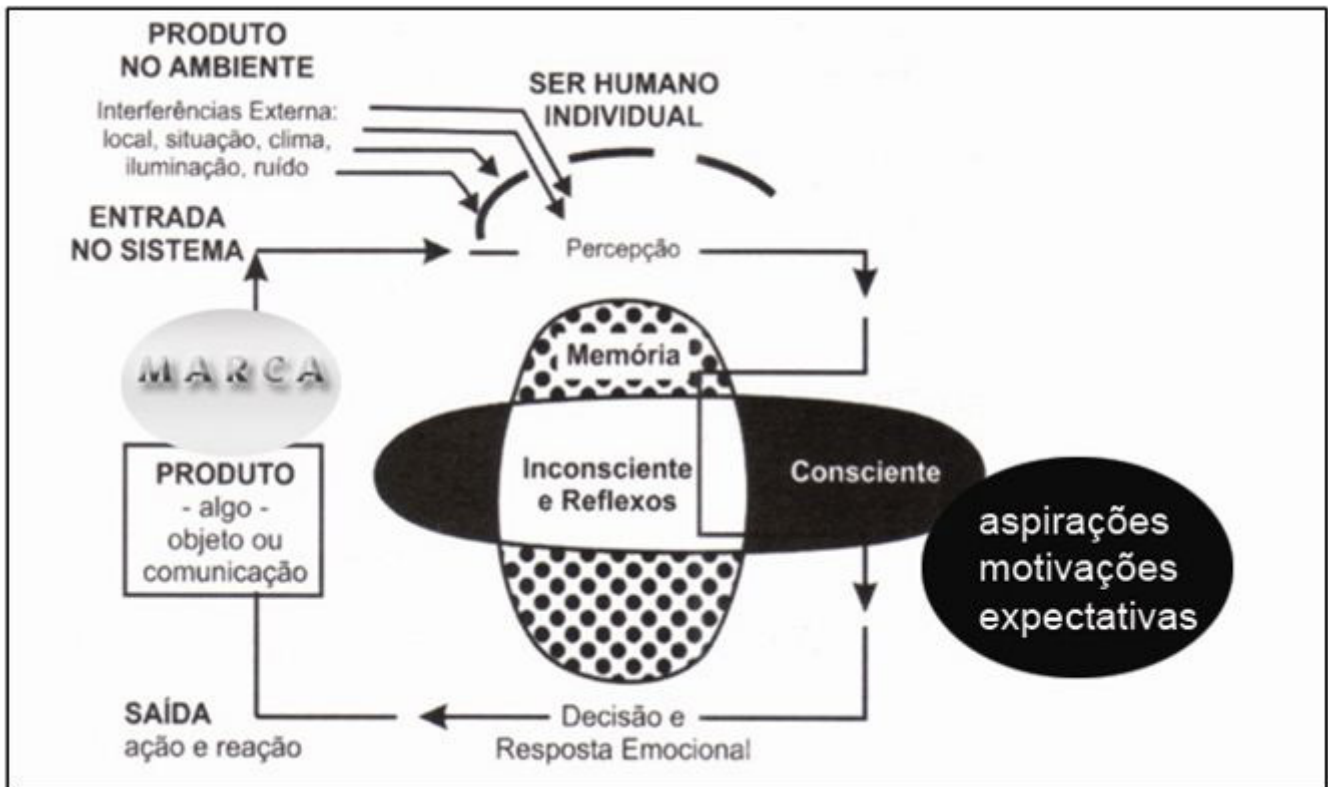 PRODUTO
NO AMBIENTE
Interferências Externa:
local, situação, clima,
iluminação, ruído
SER HUMANO
INDIVIDUAL
ENTRADA
NO SISTEMA
Percepção
MARCA
Memória
PRODUTO
- algo -
objeto ou
comunicação
Inconsciente
e Reflexos
Consciente
aspirações
motivações
expectativas
SAÍDA
ação e reação
Decisão e
Resposta Emocional